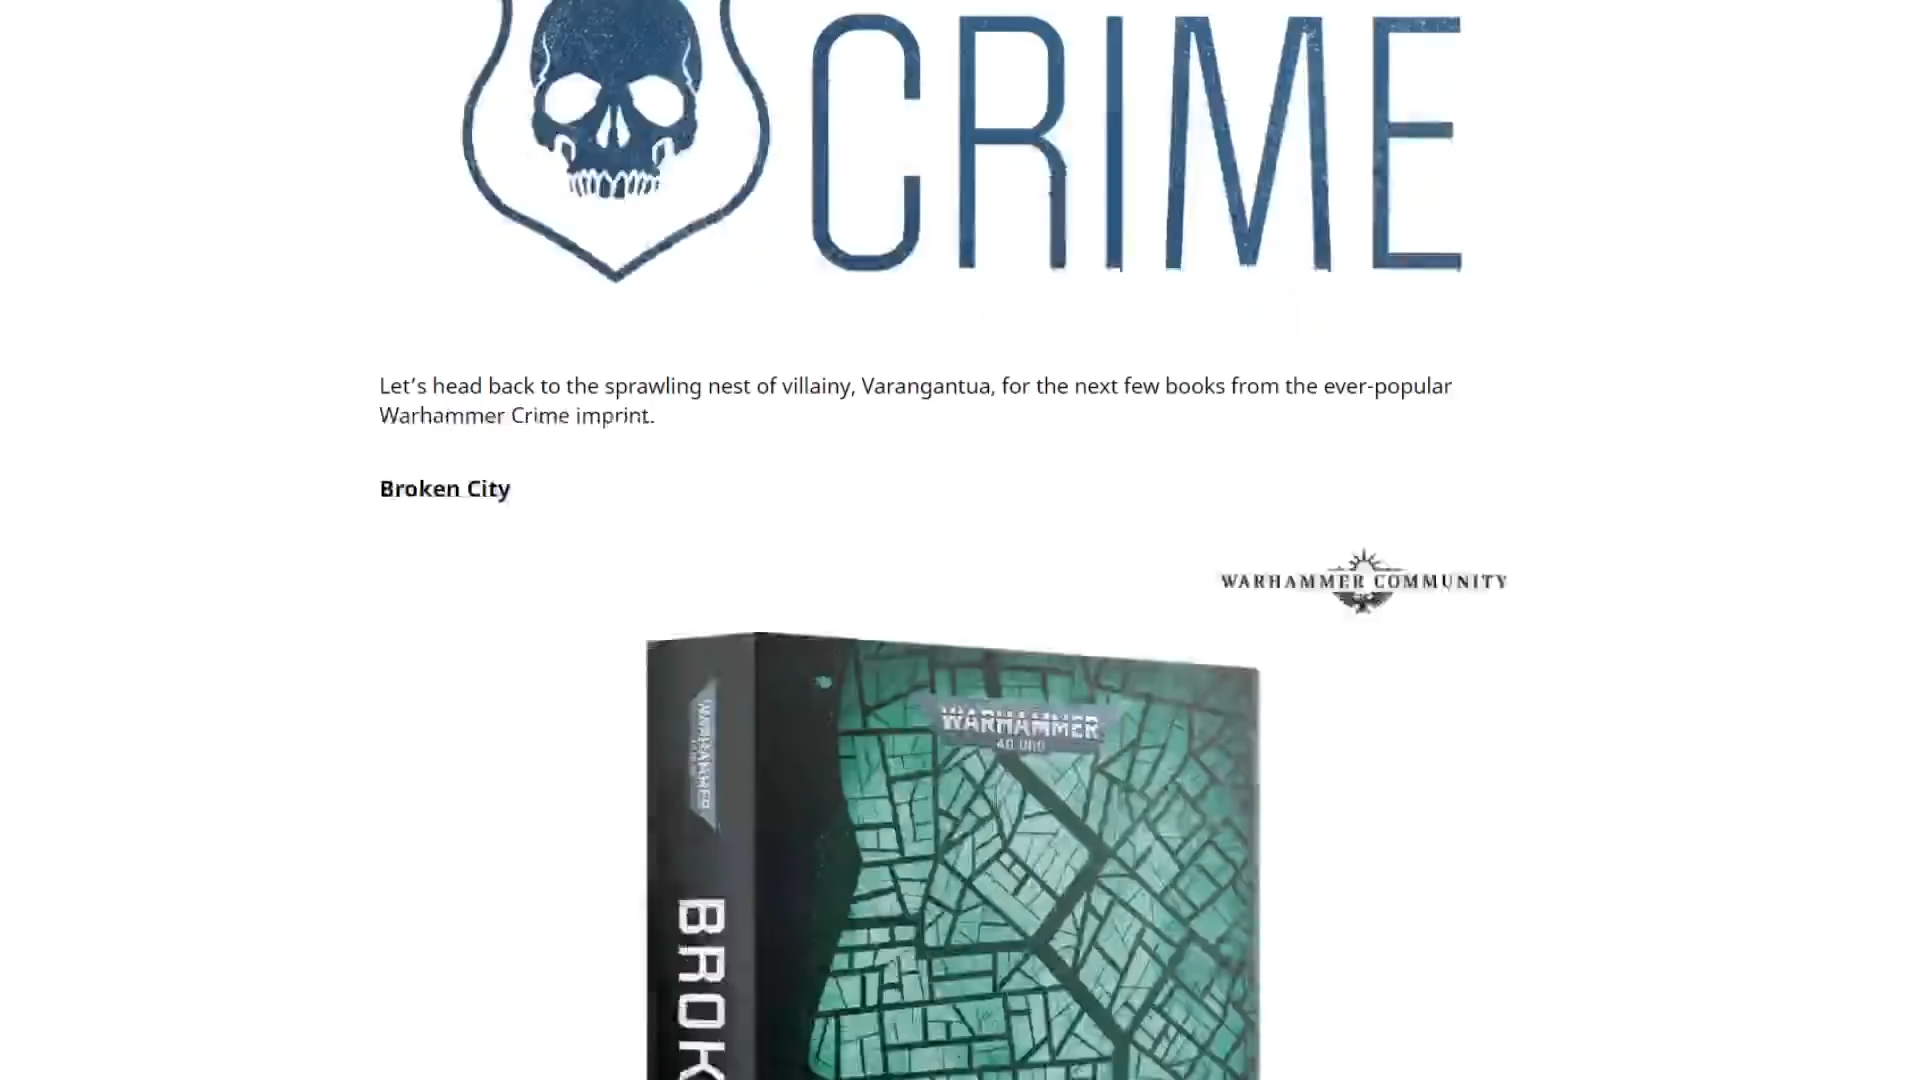 CRIME
Let’s head back to the sprawling nest of villainy, Varangantua, for the next few books from the ever-popular
Warhammer Crime imprint.
Broken City
WARHAMMER COMMUNITY
WARHAMMER
40,000
WARHAMMER
BROK